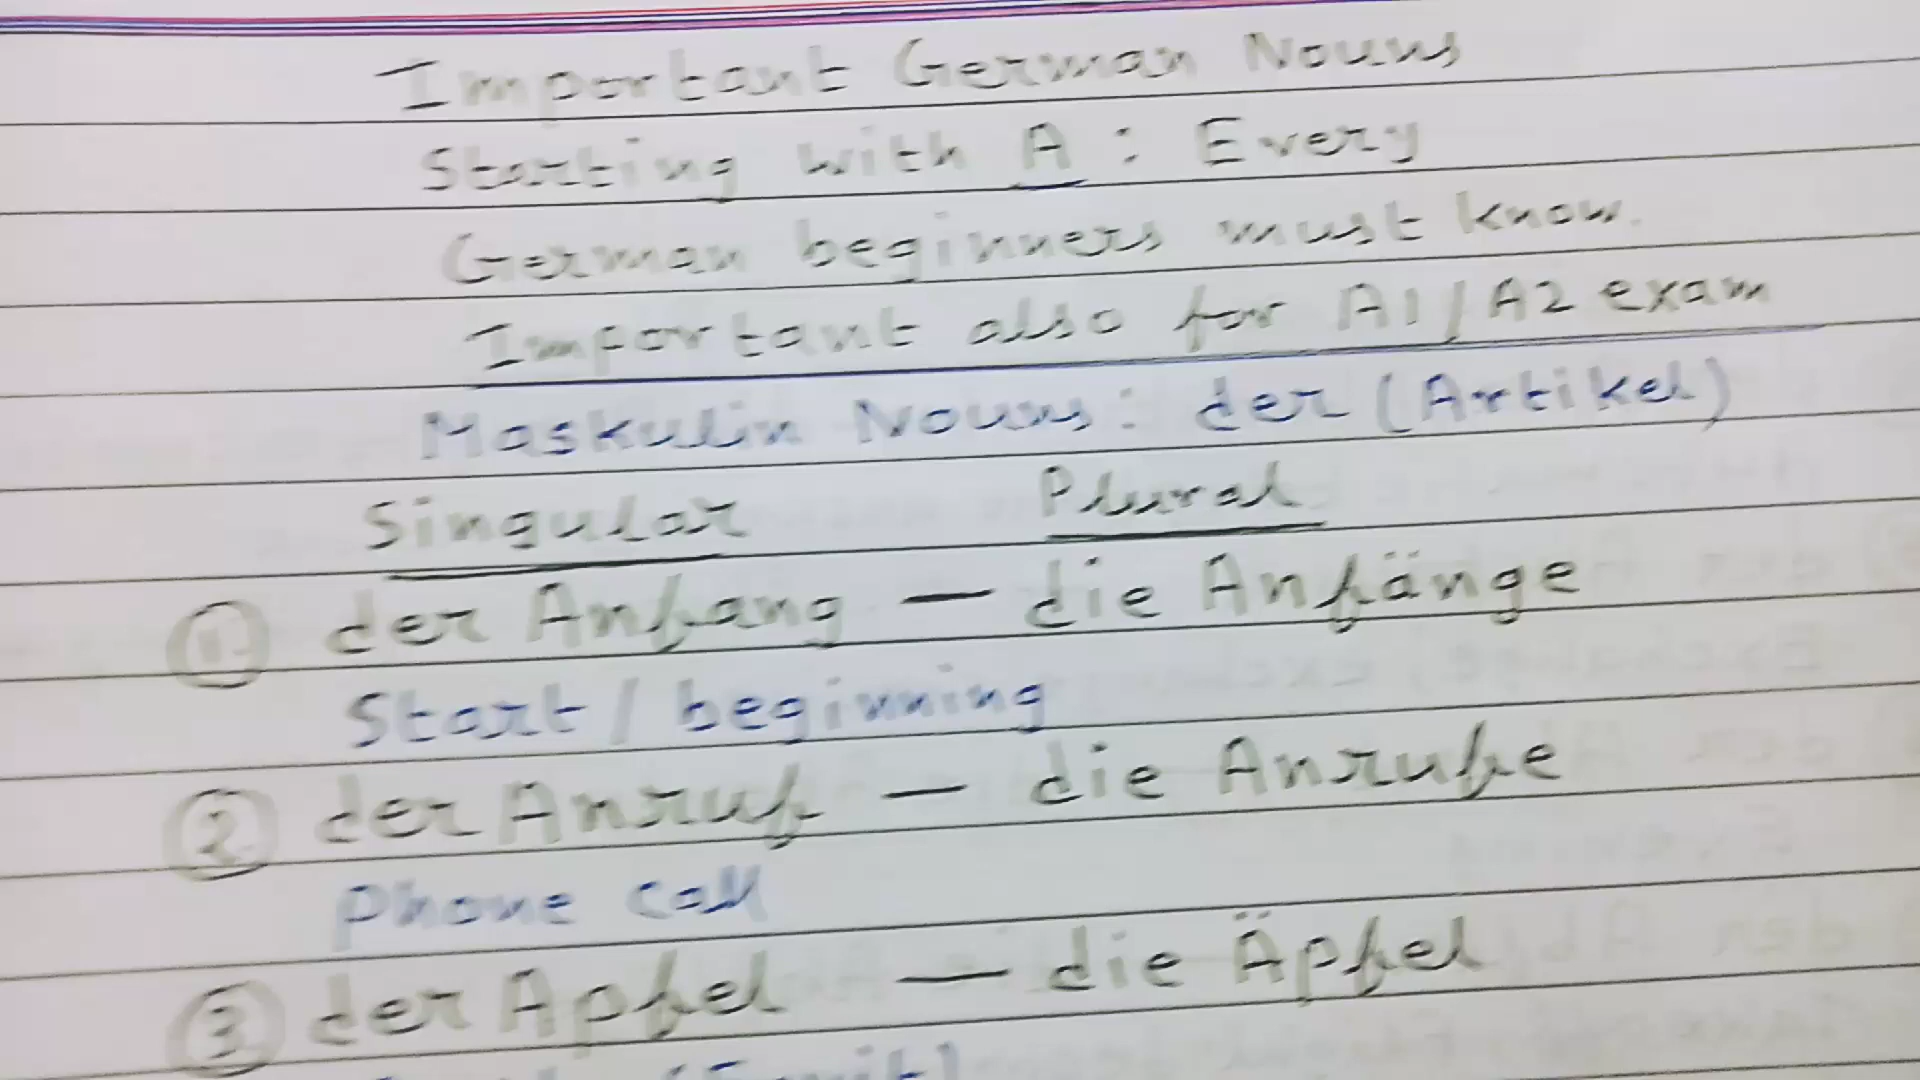 Important German Nouns
Starting with A : Every
German beginners must know.
Important also for A1/A2 exam
Maskulin Nouns: der (Artikel)
Singular Plural
① der Anfang — die Anfänge
Start / beginning
② der Anruf — die Anrufe
Phone call
③ der Apfel — die Äpfel